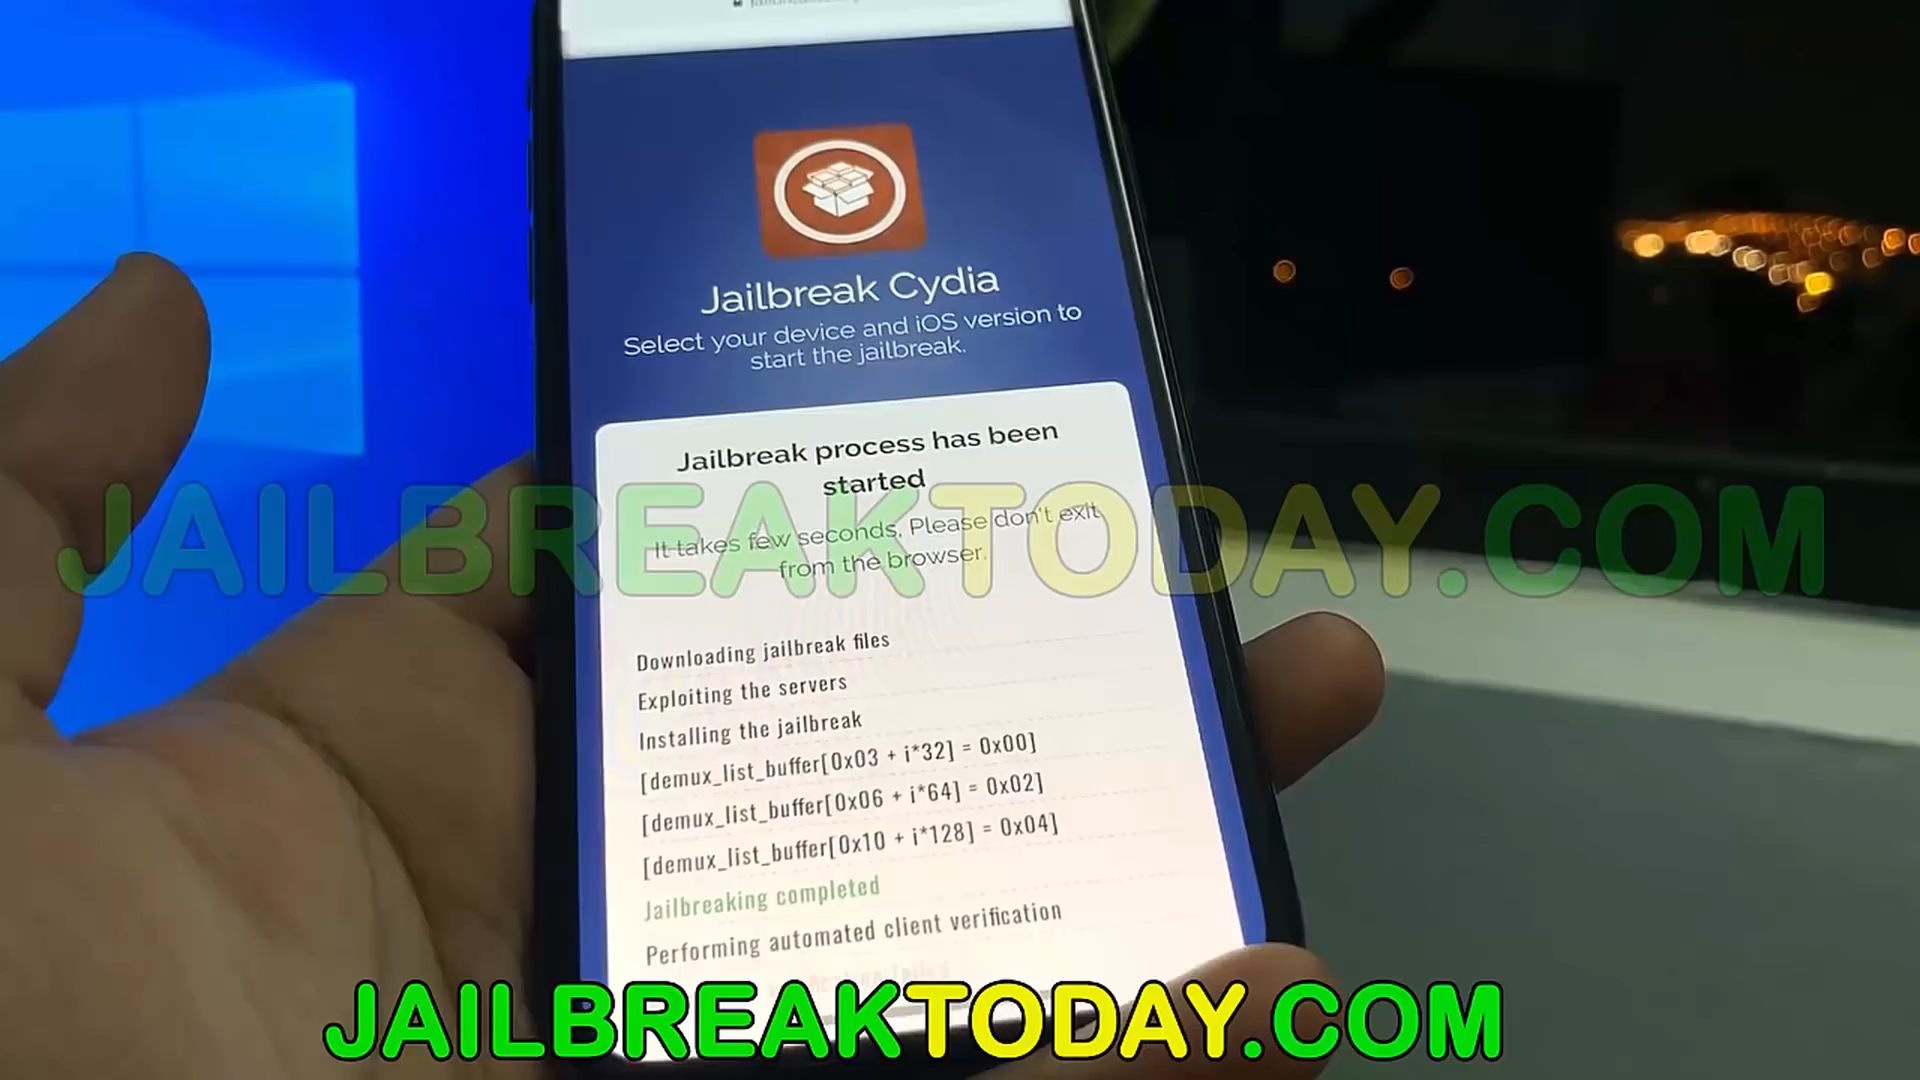 Jailbreak Cydia
Select your device and iOS version to
start the jailbreak.
Jailbreak process has been
started
It takes few seconds. Please don't exit
from the browser.
JAILBREAKTODAY.COM
Downloading jailbreak files
Exploiting the servers
Installing the jailbreak
[demux_list_buffer[0x03 + i*32] = 0x00]
[demux_list_buffer[0x06 + i*64] = 0x02]
[demux_list_buffer[0x10 + i*128] = 0x04]
Jailbreaking completed
Performing automated client verification
JAILBREAKTODAY.COM